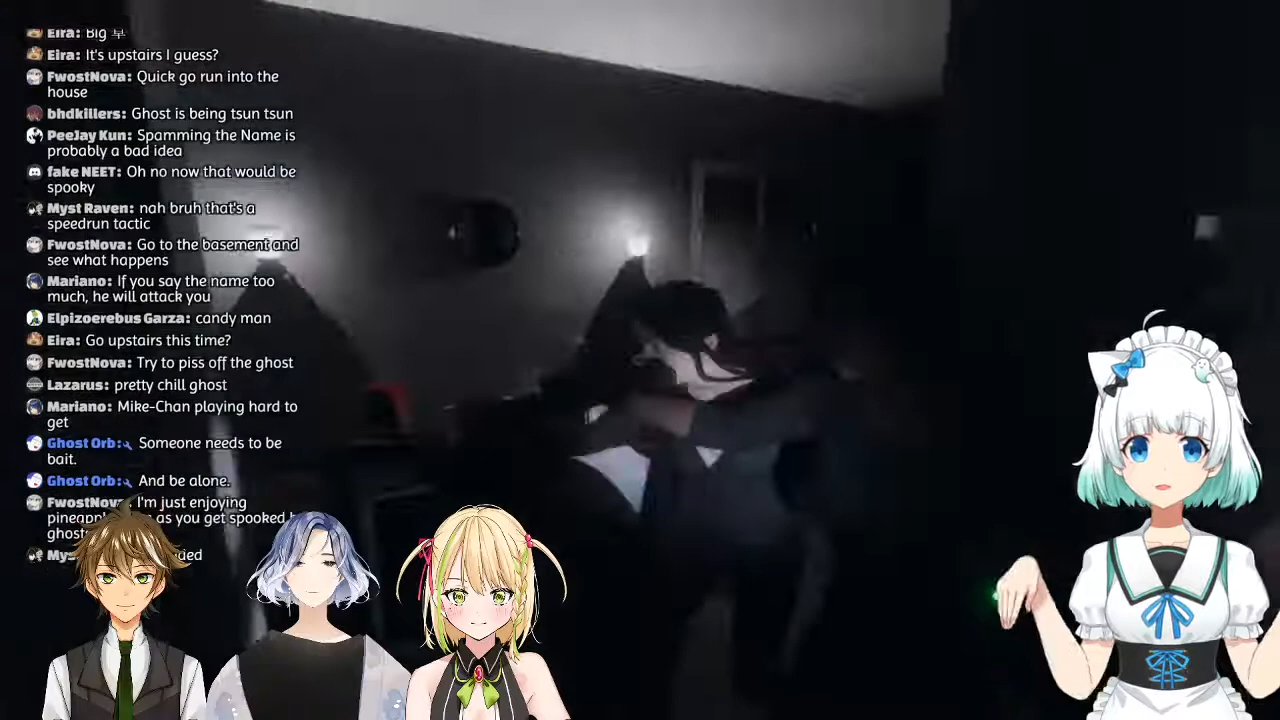 Eira: Big 부
Eira: It's upstairs I guess?
FwostNova: Quick go run into the
house
bhdkillers: Ghost is being tsun tsun
PeeJay Kun: Spamming the Name is
probably a bad idea
fake NEET: Oh no now that would be
spooky
Myst Raven: nah bruh that's a
speedrun tactic
FwostNova: Go to the basement and
see what happens
Mariano: If you say the name too
much, he will attack you
Elpizoerebus Garza: candy man
Eira: Go upstairs this time?
FwostNova: Try to piss off the ghost
Lazarus: pretty chill ghost
Mariano: Mike-Chan playing hard to
get
Ghost Orb: Someone needs to be
bait.
Ghost Orb: And be alone.
FwostNova: I'm just enjoying
as you get spooked